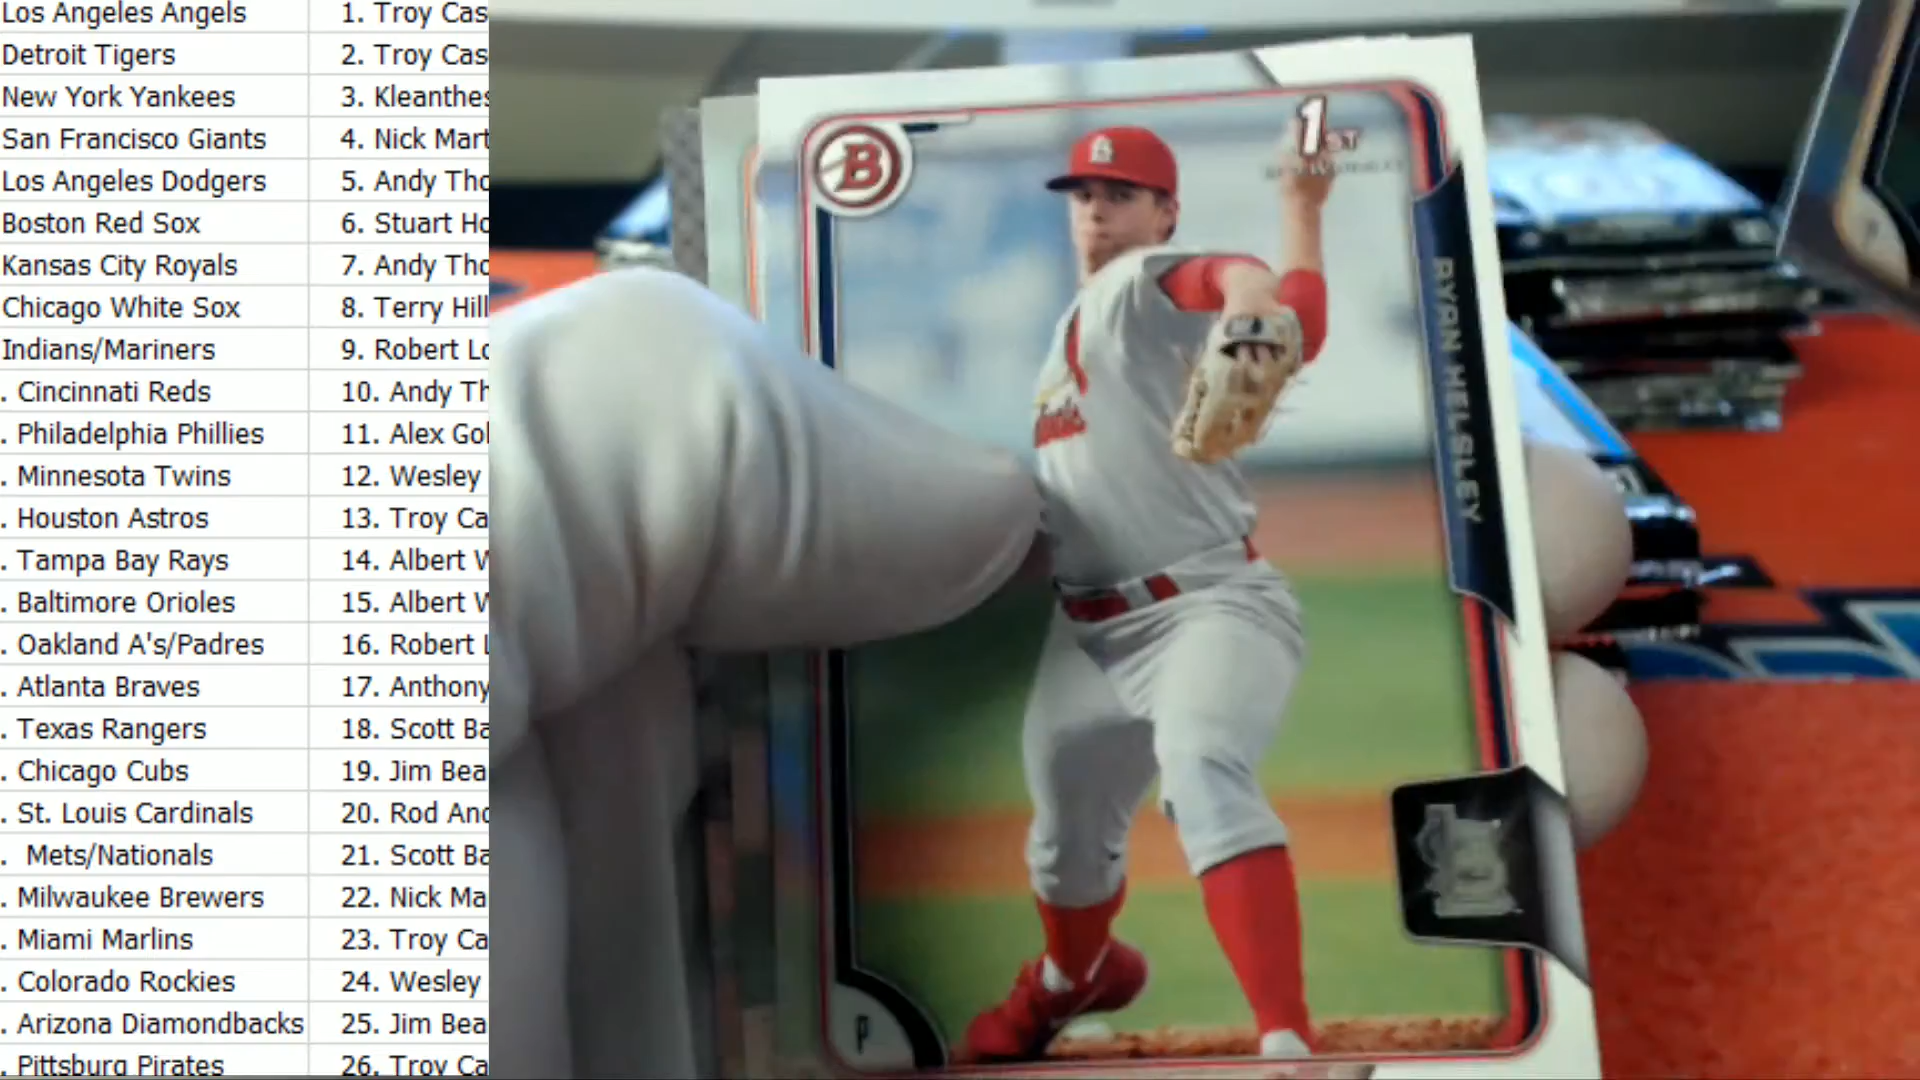 Los Angeles Angels 1. Troy Cas
Detroit Tigers 2. Troy Cas
New York Yankees 3. Kleanthes
San Francisco Giants 4. Nick Mart
Los Angeles Dodgers 5. Andy Tho
Boston Red Sox 6. Stuart Ho
Kansas City Royals 7. Andy Tho
Chicago White Sox 8. Terry Hill
Indians/Mariners 9. Robert Lo
. Cincinnati Reds 10. Andy Th
. Philadelphia Phillies 11. Alex Gol
. Minnesota Twins 12. Wesley
. Houston Astros 13. Troy Ca
. Tampa Bay Rays 14. Albert W
. Baltimore Orioles 15. Albert W
. Oakland A's/Padres 16. Robert L
. Atlanta Braves 17. Anthony
. Texas Rangers 18. Scott Ba
. Chicago Cubs 19. Jim Bea
. St. Louis Cardinals 20. Rod And
. Mets/Nationals 21. Scott Ba
. Milwaukee Brewers 22. Nick Ma
. Miami Marlins 23. Troy Ca
. Colorado Rockies 24. Wesley
. Arizona Diamondbacks 25. Jim Bea
. Pittsburg Pirates 26. Troy Ca
B
1ST
BOWMAN
RYAN HELSLEY
P